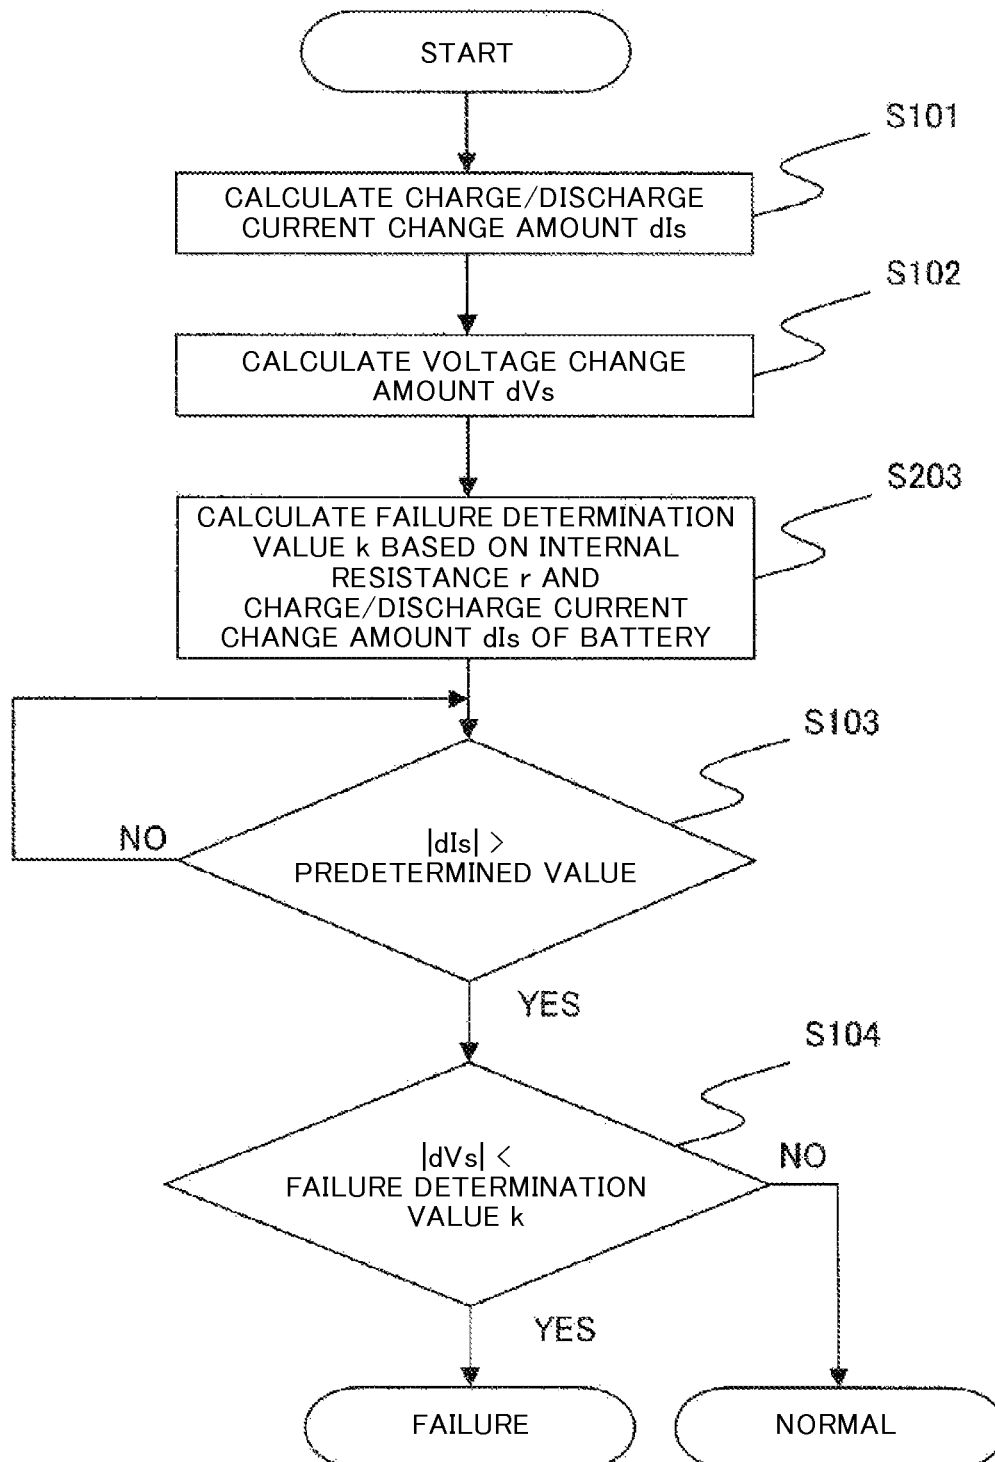 START
S101
CALCULATE CHARGE/DISCHARGE
CURRENT CHANGE AMOUNT dIs
S102
CALCULATE VOLTAGE CHANGE
AMOUNT dVs
S203
CALCULATE FAILURE DETERMINATION
VALUE k BASED ON INTERNAL
RESISTANCE r AND
CHARGE/DISCHARGE CURRENT
CHANGE AMOUNT dIs OF BATTERY
S103
NO
|dIs| >
PREDETERMINED VALUE
YES
S104
|dVs| <
FAILURE DETERMINATION
VALUE k
NO
YES
FAILURE
NORMAL